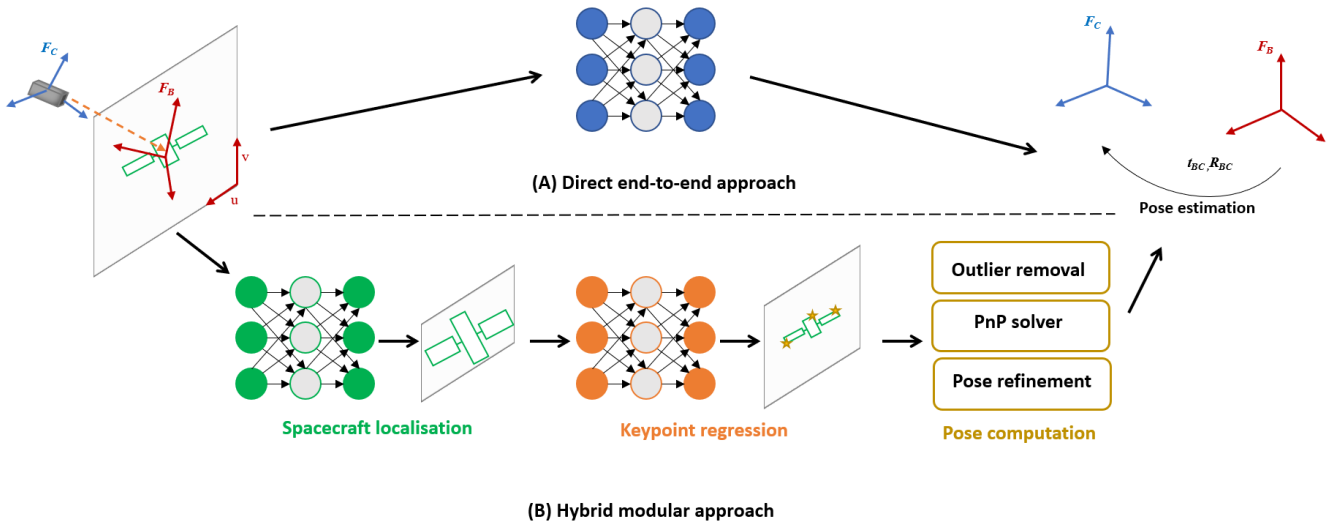 F_C
F_B
v
u
F_C
F_B
t_BC, R_BC
Pose estimation
(A) Direct end-to-end approach
Outlier removal
PnP solver
Pose refinement
Spacecraft localisation
Keypoint regression
Pose computation
(B) Hybrid modular approach